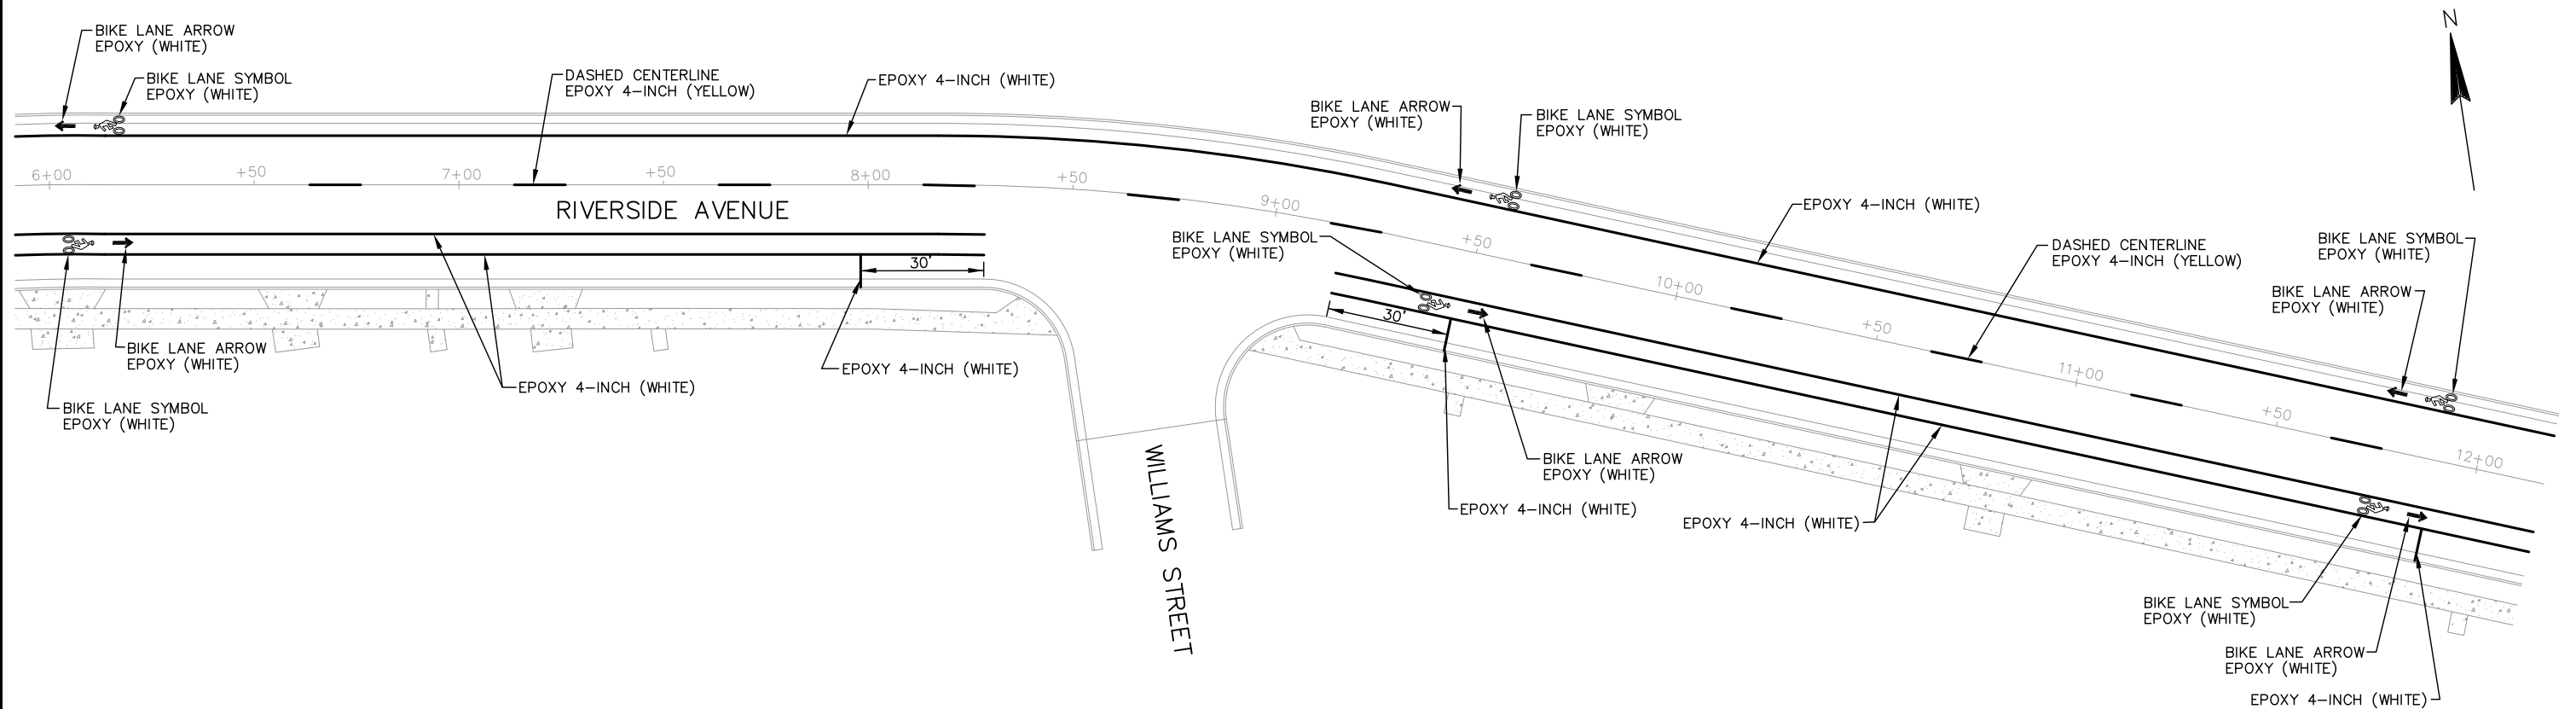 BIKE LANE ARROW
EPOXY (WHITE)
BIKE LANE SYMBOL
EPOXY (WHITE)
DASHED CENTERLINE
EPOXY 4-INCH (YELLOW)
EPOXY 4-INCH (WHITE)
BIKE LANE ARROW
EPOXY (WHITE)
BIKE LANE SYMBOL
EPOXY (WHITE)
N
6+00
+50
7+00
+50
8+00
+50
9+00
+50
10+00
+50
11+00
+50
12+00
RIVERSIDE AVENUE
EPOXY 4-INCH (WHITE)
BIKE LANE SYMBOL
EPOXY (WHITE)
DASHED CENTERLINE
EPOXY 4-INCH (YELLOW)
BIKE LANE SYMBOL
EPOXY (WHITE)
BIKE LANE ARROW
EPOXY (WHITE)
30'
30'
BIKE LANE ARROW
EPOXY (WHITE)
EPOXY 4-INCH (WHITE)
EPOXY 4-INCH (WHITE)
BIKE LANE SYMBOL
EPOXY (WHITE)
WILLIAMS STREET
BIKE LANE ARROW
EPOXY (WHITE)
EPOXY 4-INCH (WHITE)
EPOXY 4-INCH (WHITE)
BIKE LANE SYMBOL
EPOXY (WHITE)
BIKE LANE ARROW
EPOXY (WHITE)
EPOXY 4-INCH (WHITE)